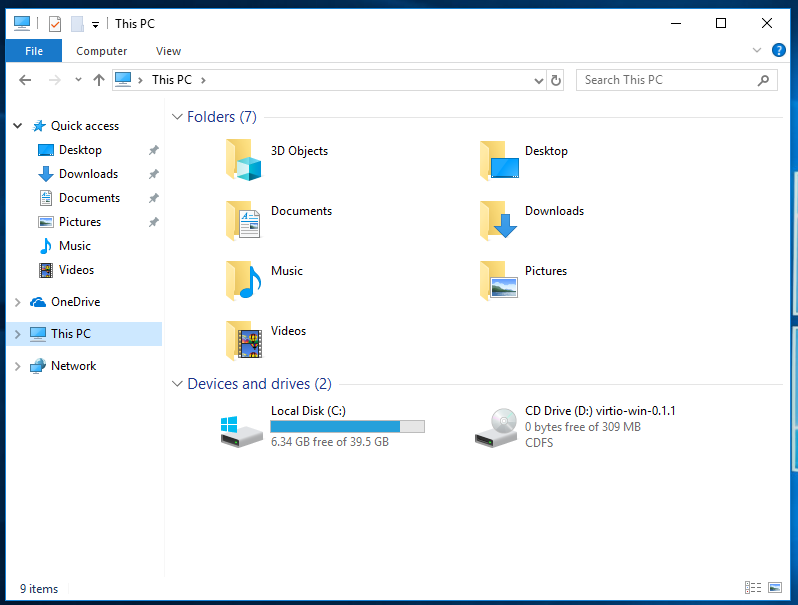 This PC
File
Computer
View
This PC
Search This PC
Quick access
Desktop
Downloads
Documents
Pictures
Music
Videos
OneDrive
This PC
Network
Folders (7)
3D Objects
Desktop
Documents
Downloads
Music
Pictures
Videos
Devices and drives (2)
Local Disk (C:)
6.34 GB free of 39.5 GB
CD Drive (D:) virtio-win-0.1.1
0 bytes free of 309 MB
CDFS
9 items